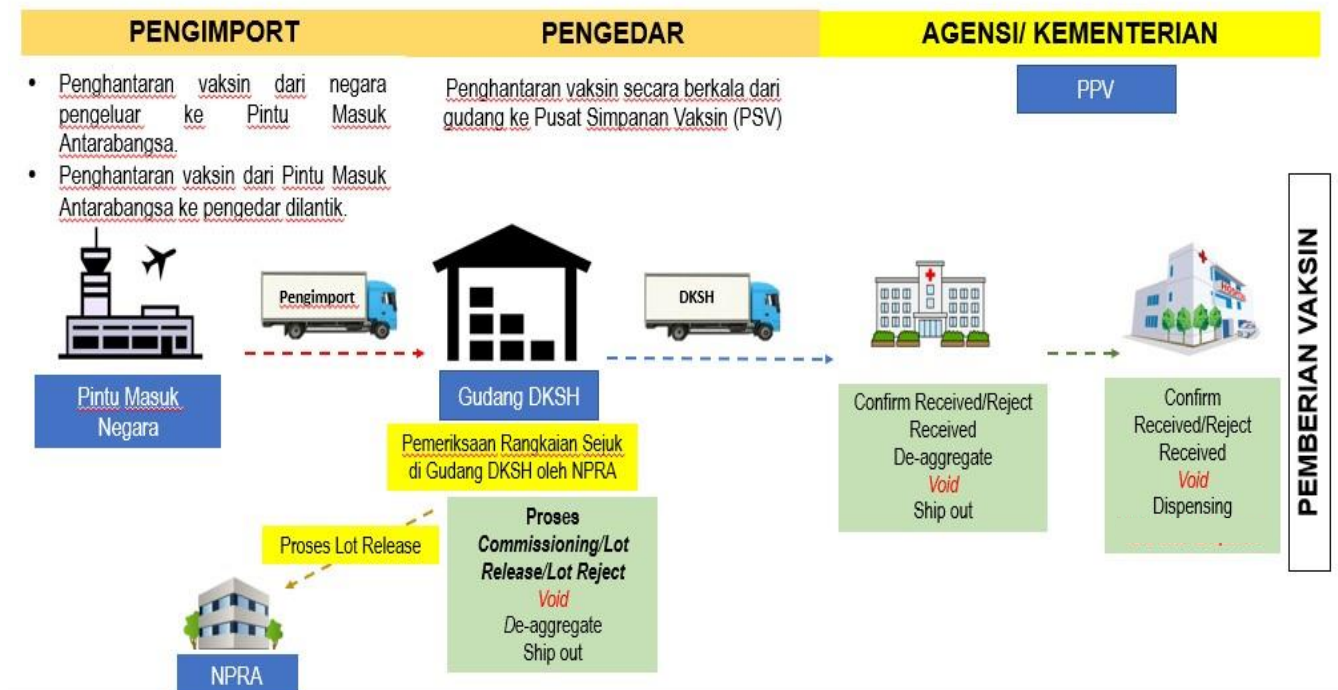 PENGIMPORT
PENGEDAR
AGENSI/ KEMENTERIAN
• Penghantaran vaksin dari negara
pengeluar ke Pintu Masuk
Antarabangsa.
• Penghantaran vaksin dari Pintu Masuk
Antarabangsa ke pengedar dilantik.
Penghantaran vaksin secara berkala dari
gudang ke Pusat Simpanan Vaksin (PSV)
PPV
Pengimport
DKSH
HOSPITAL
Pintu Masuk
Negara
Gudang DKSH
Pemeriksaan Rangkaian Sejuk
di Gudang DKSH oleh NPRA
Proses Lot Release
NPRA
Proses
Commissioning/Lot
Release/Lot Reject
Void
De-aggregate
Ship out
Confirm Received/Reject
Received
De-aggregate
Void
Ship out
Confirm
Received/Reject
Received
Void
Dispensing
PEMBERIAN VAKSIN